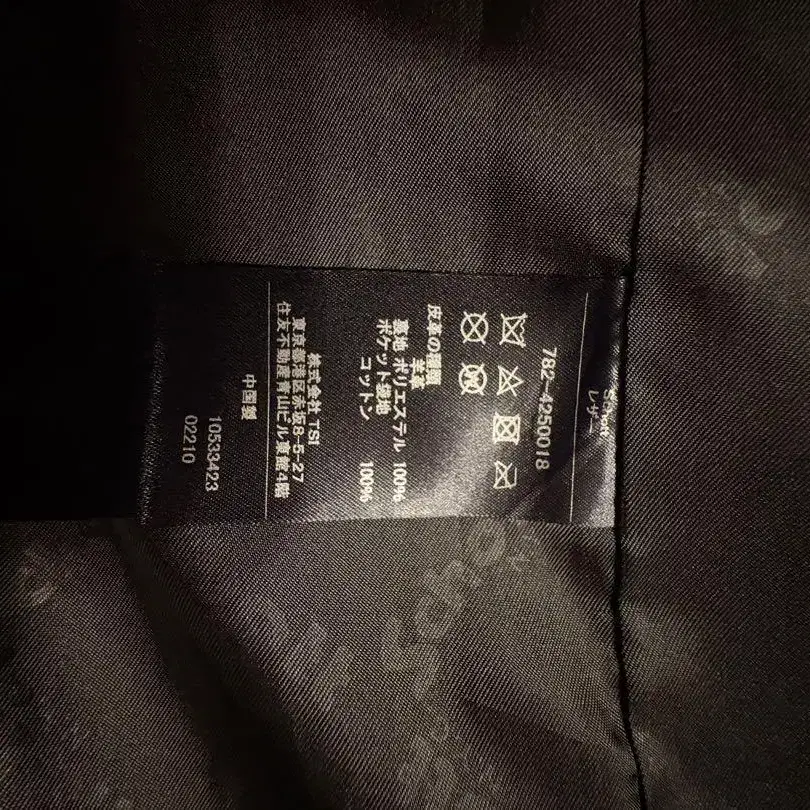 Schott
レザー
782-4250018
皮革の種類
羊革
裏地 ポリエステル 100%
ポケット袋地
コットン 100%
株式会社 TSI
東京都港区赤坂8-5-27
住友不動産青山ビル東館4階
中国製
10533423
02210